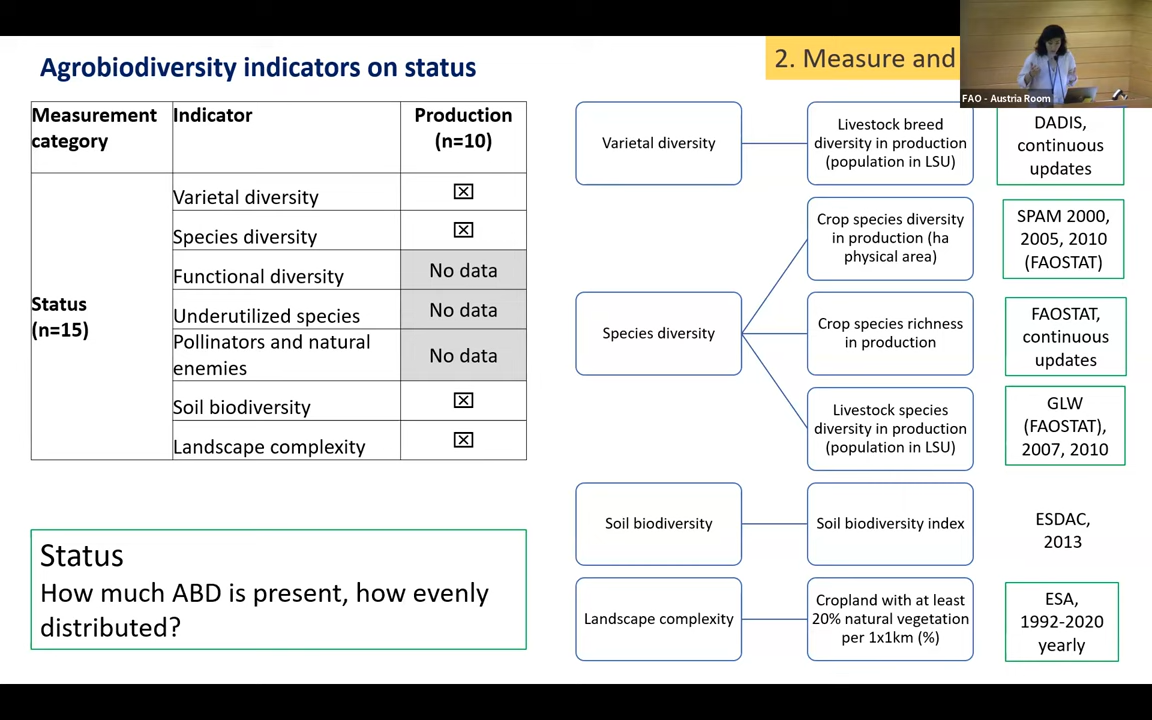 Agrobiodiversity indicators on status
2. Measure and
FAO - Austria Room
Measurement
category
Indicator
Production
(n=10)
Status
(n=15)
Varietal diversity
☒
Species diversity
☒
Functional diversity
No data
Underutilized species
No data
Pollinators and natural
enemies
No data
Soil biodiversity
☒
Landscape complexity
☒
Status
How much ABD is present, how evenly
distributed?
Varietal diversity
Livestock breed
diversity in production
(population in LSU)
DADIS,
continuous
updates
Species diversity
Crop species diversity
in production (ha
physical area)
SPAM 2000,
2005, 2010
(FAOSTAT)
Crop species richness
in production
FAOSTAT,
continuous
updates
Livestock species
diversity in production
(population in LSU)
GLW
(FAOSTAT),
2007, 2010
Soil biodiversity
Soil biodiversity index
ESDAC,
2013
Landscape complexity
Cropland with at least
20% natural vegetation
per 1x1km (%)
ESA,
1992-2020
yearly